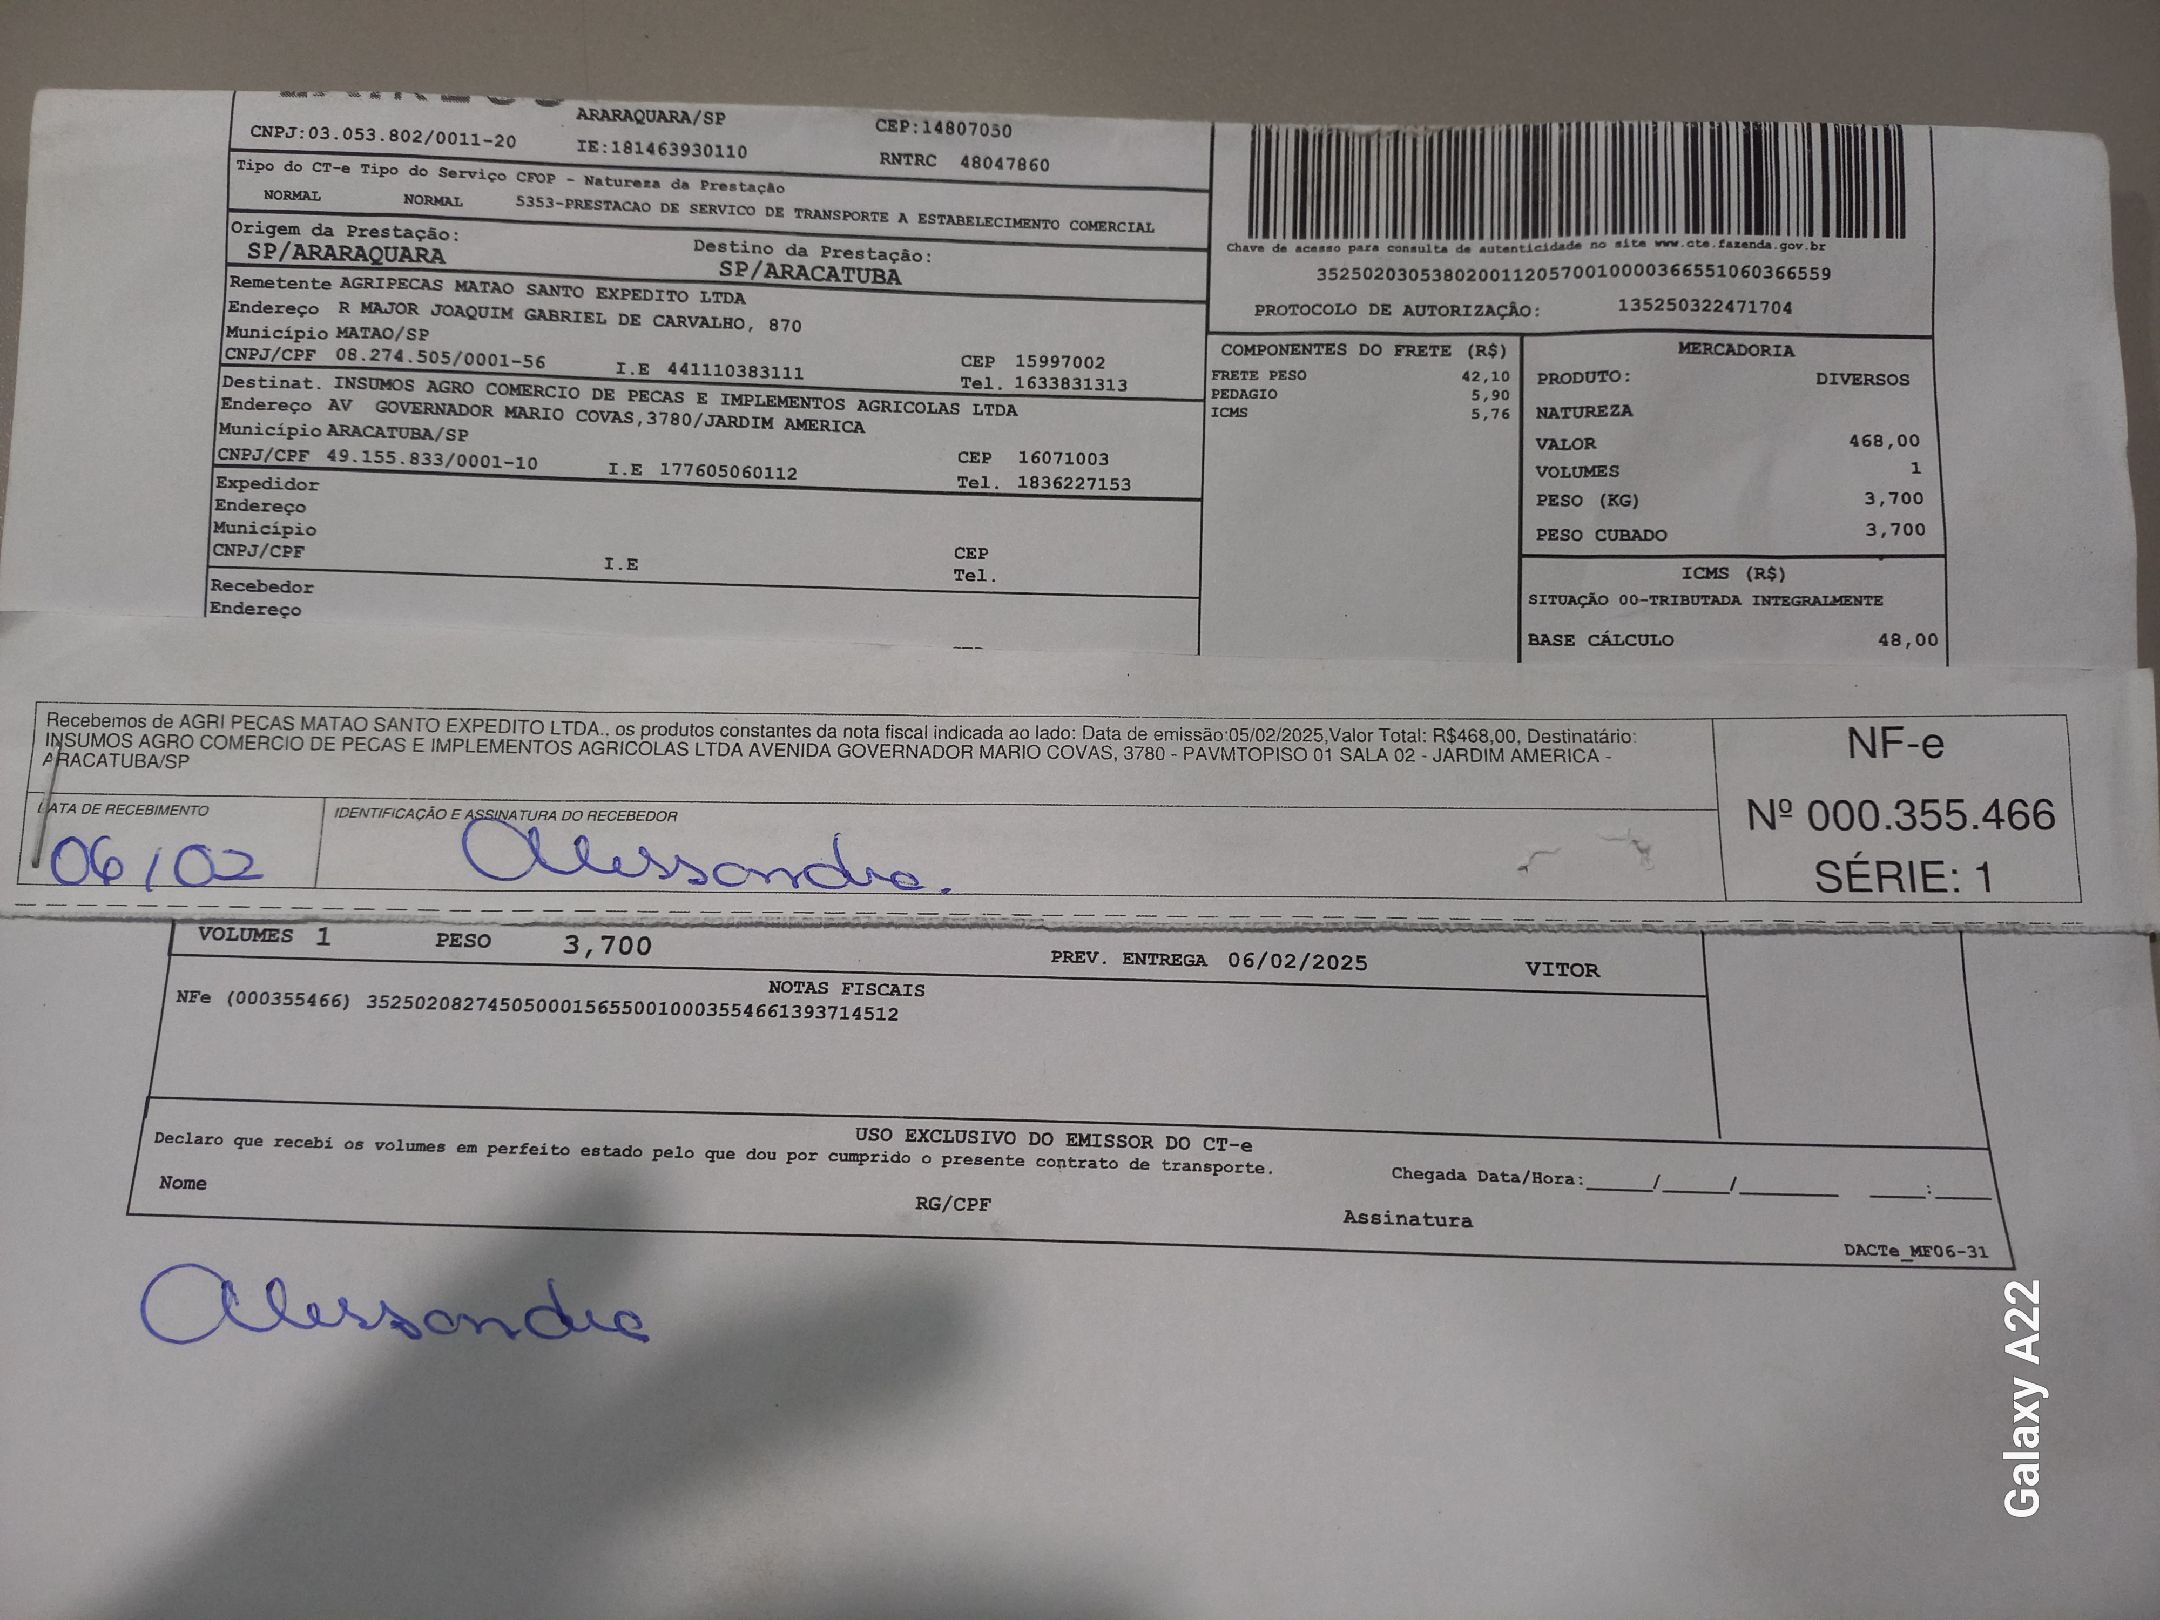 ARARAQUARA/SP CEP:14807050
CNPJ:03.053.802/0011-20 IE:181463930110 RNTRC 48047860
Tipo do CT-e Tipo do Serviço CFOP - Natureza da Prestação
NORMAL NORMAL 5353-PRESTACAO DE SERVICO DE TRANSPORTE A ESTABELECIMENTO COMERCIAL
Origem da Prestação: Destino da Prestação:
SP/ARARAQUARA SP/ARACATUBA
Remetente AGRIPECAS MATAO SANTO EXPEDITO LTDA
Endereço R MAJOR JOAQUIM GABRIEL DE CARVALHO, 870
Município MATAO/SP CEP 15997002
CNPJ/CPF 08.274.505/0001-56 I.E 441110383111 Tel. 1633831313
Destinat. INSUMOS AGRO COMERCIO DE PECAS E IMPLEMENTOS AGRICOLAS LTDA
Endereço AV GOVERNADOR MARIO COVAS,3780/JARDIM AMERICA
Município ARACATUBA/SP CEP 16071003
CNPJ/CPF 49.155.833/0001-10 I.E 177605060112 Tel. 1836227153
Expedidor
Endereço
Município CEP
CNPJ/CPF I.E Tel.
Recebedor
Endereço
Chave de acesso para consulta de autenticidade no site www.cte.fazenda.gov.br
35250203053802001120570010000366551060366559
PROTOCOLO DE AUTORIZAÇÃO: 135250322471704
COMPONENTES DO FRETE (R$)
FRETE PESO 42,10
PEDAGIO 5,90
ICMS 5,76
MERCADORIA
PRODUTO: DIVERSOS
NATUREZA
VALOR 468,00
VOLUMES 1
PESO (KG) 3,700
PESO CUBADO 3,700
ICMS (R$)
SITUAÇÃO 00-TRIBUTADA INTEGRALMENTE
BASE CÁLCULO 48,00
Recebemos de AGRI PECAS MATAO SANTO EXPEDITO LTDA., os produtos constantes da nota fiscal indicada ao lado: Data de emissão:05/02/2025,Valor Total: R$468,00, Destinatário:
INSUMOS AGRO COMERCIO DE PECAS E IMPLEMENTOS AGRICOLAS LTDA AVENIDA GOVERNADOR MARIO COVAS, 3780 - PAVMTOPISO 01 SALA 02 - JARDIM AMERICA -
ARACATUBA/SP
DATA DE RECEBIMENTO IDENTIFICAÇÃO E ASSINATURA DO RECEBEDOR
06/02 Alessandra.
NF-e
Nº 000.355.466
SÉRIE: 1
VOLUMES 1 PESO 3,700 PREV. ENTREGA 06/02/2025 VITOR
NOTAS FISCAIS
NFe (000355466) 35250208274505000156550010003554661393714512
USO EXCLUSIVO DO EMISSOR DO CT-e
Declaro que recebi os volumes em perfeito estado pelo que dou por cumprido o presente contrato de transporte. Chegada Data/Hora:_____/_____/_______ ____:____
Nome RG/CPF Assinatura
DACTe_MF06-31
Alessandra
Galaxy A22